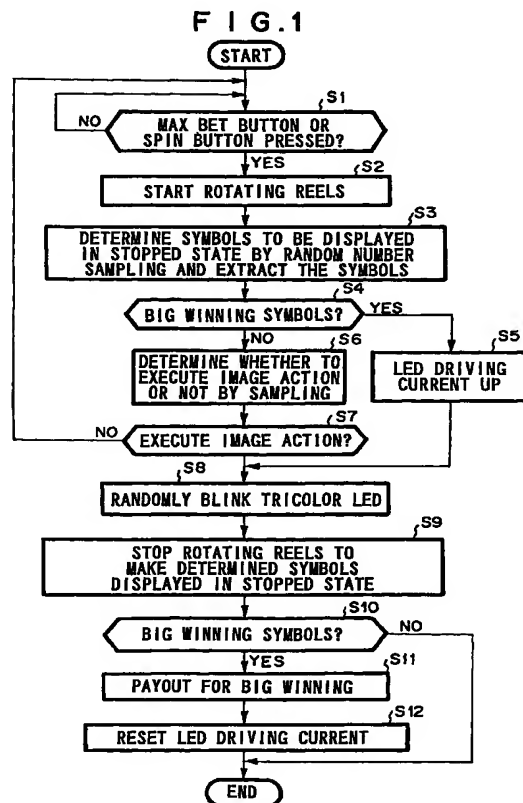 FIG.1
START
S1
NO
MAX BET BUTTON OR
SPIN BUTTON PRESSED?
YES
S2
START ROTATING REELS
S3
DETERMINE SYMBOLS TO BE DISPLAYED
IN STOPPED STATE BY RANDOM NUMBER
SAMPLING AND EXTRACT THE SYMBOLS
S4
BIG WINNING SYMBOLS?
YES
NO
S6
S5
DETERMINE WHETHER TO
EXECUTE IMAGE ACTION
OR NOT BY SAMPLING
LED DRIVING
CURRENT UP
S7
NO
EXECUTE IMAGE ACTION?
S8
RANDOMLY BLINK TRICOLOR LED
S9
STOP ROTATING REELS TO
MAKE DETERMINED SYMBOLS
DISPLAYED IN STOPPED STATE
S10
BIG WINNING SYMBOLS?
NO
YES
S11
PAYOUT FOR BIG WINNING
S12
RESET LED DRIVING CURRENT
END